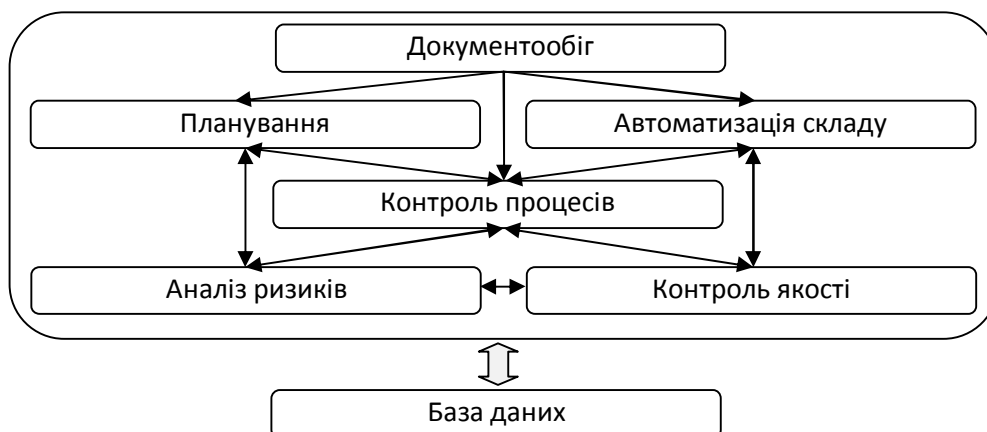 Документообіг
Планування
Автоматизація складу
Контроль процесів
Аналіз ризиків
Контроль якості
База даних